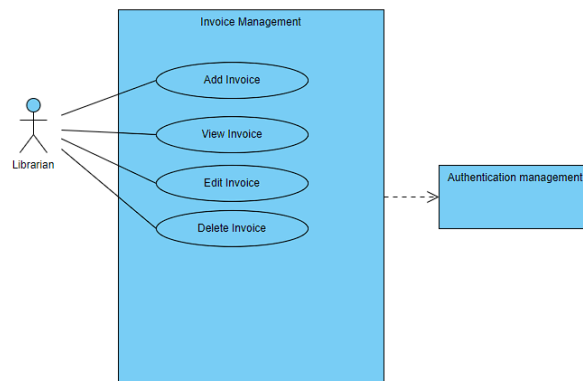 Invoice Management
Add Invoice
View Invoice
Librarian
Edit Invoice
Authentication management
Delete Invoice